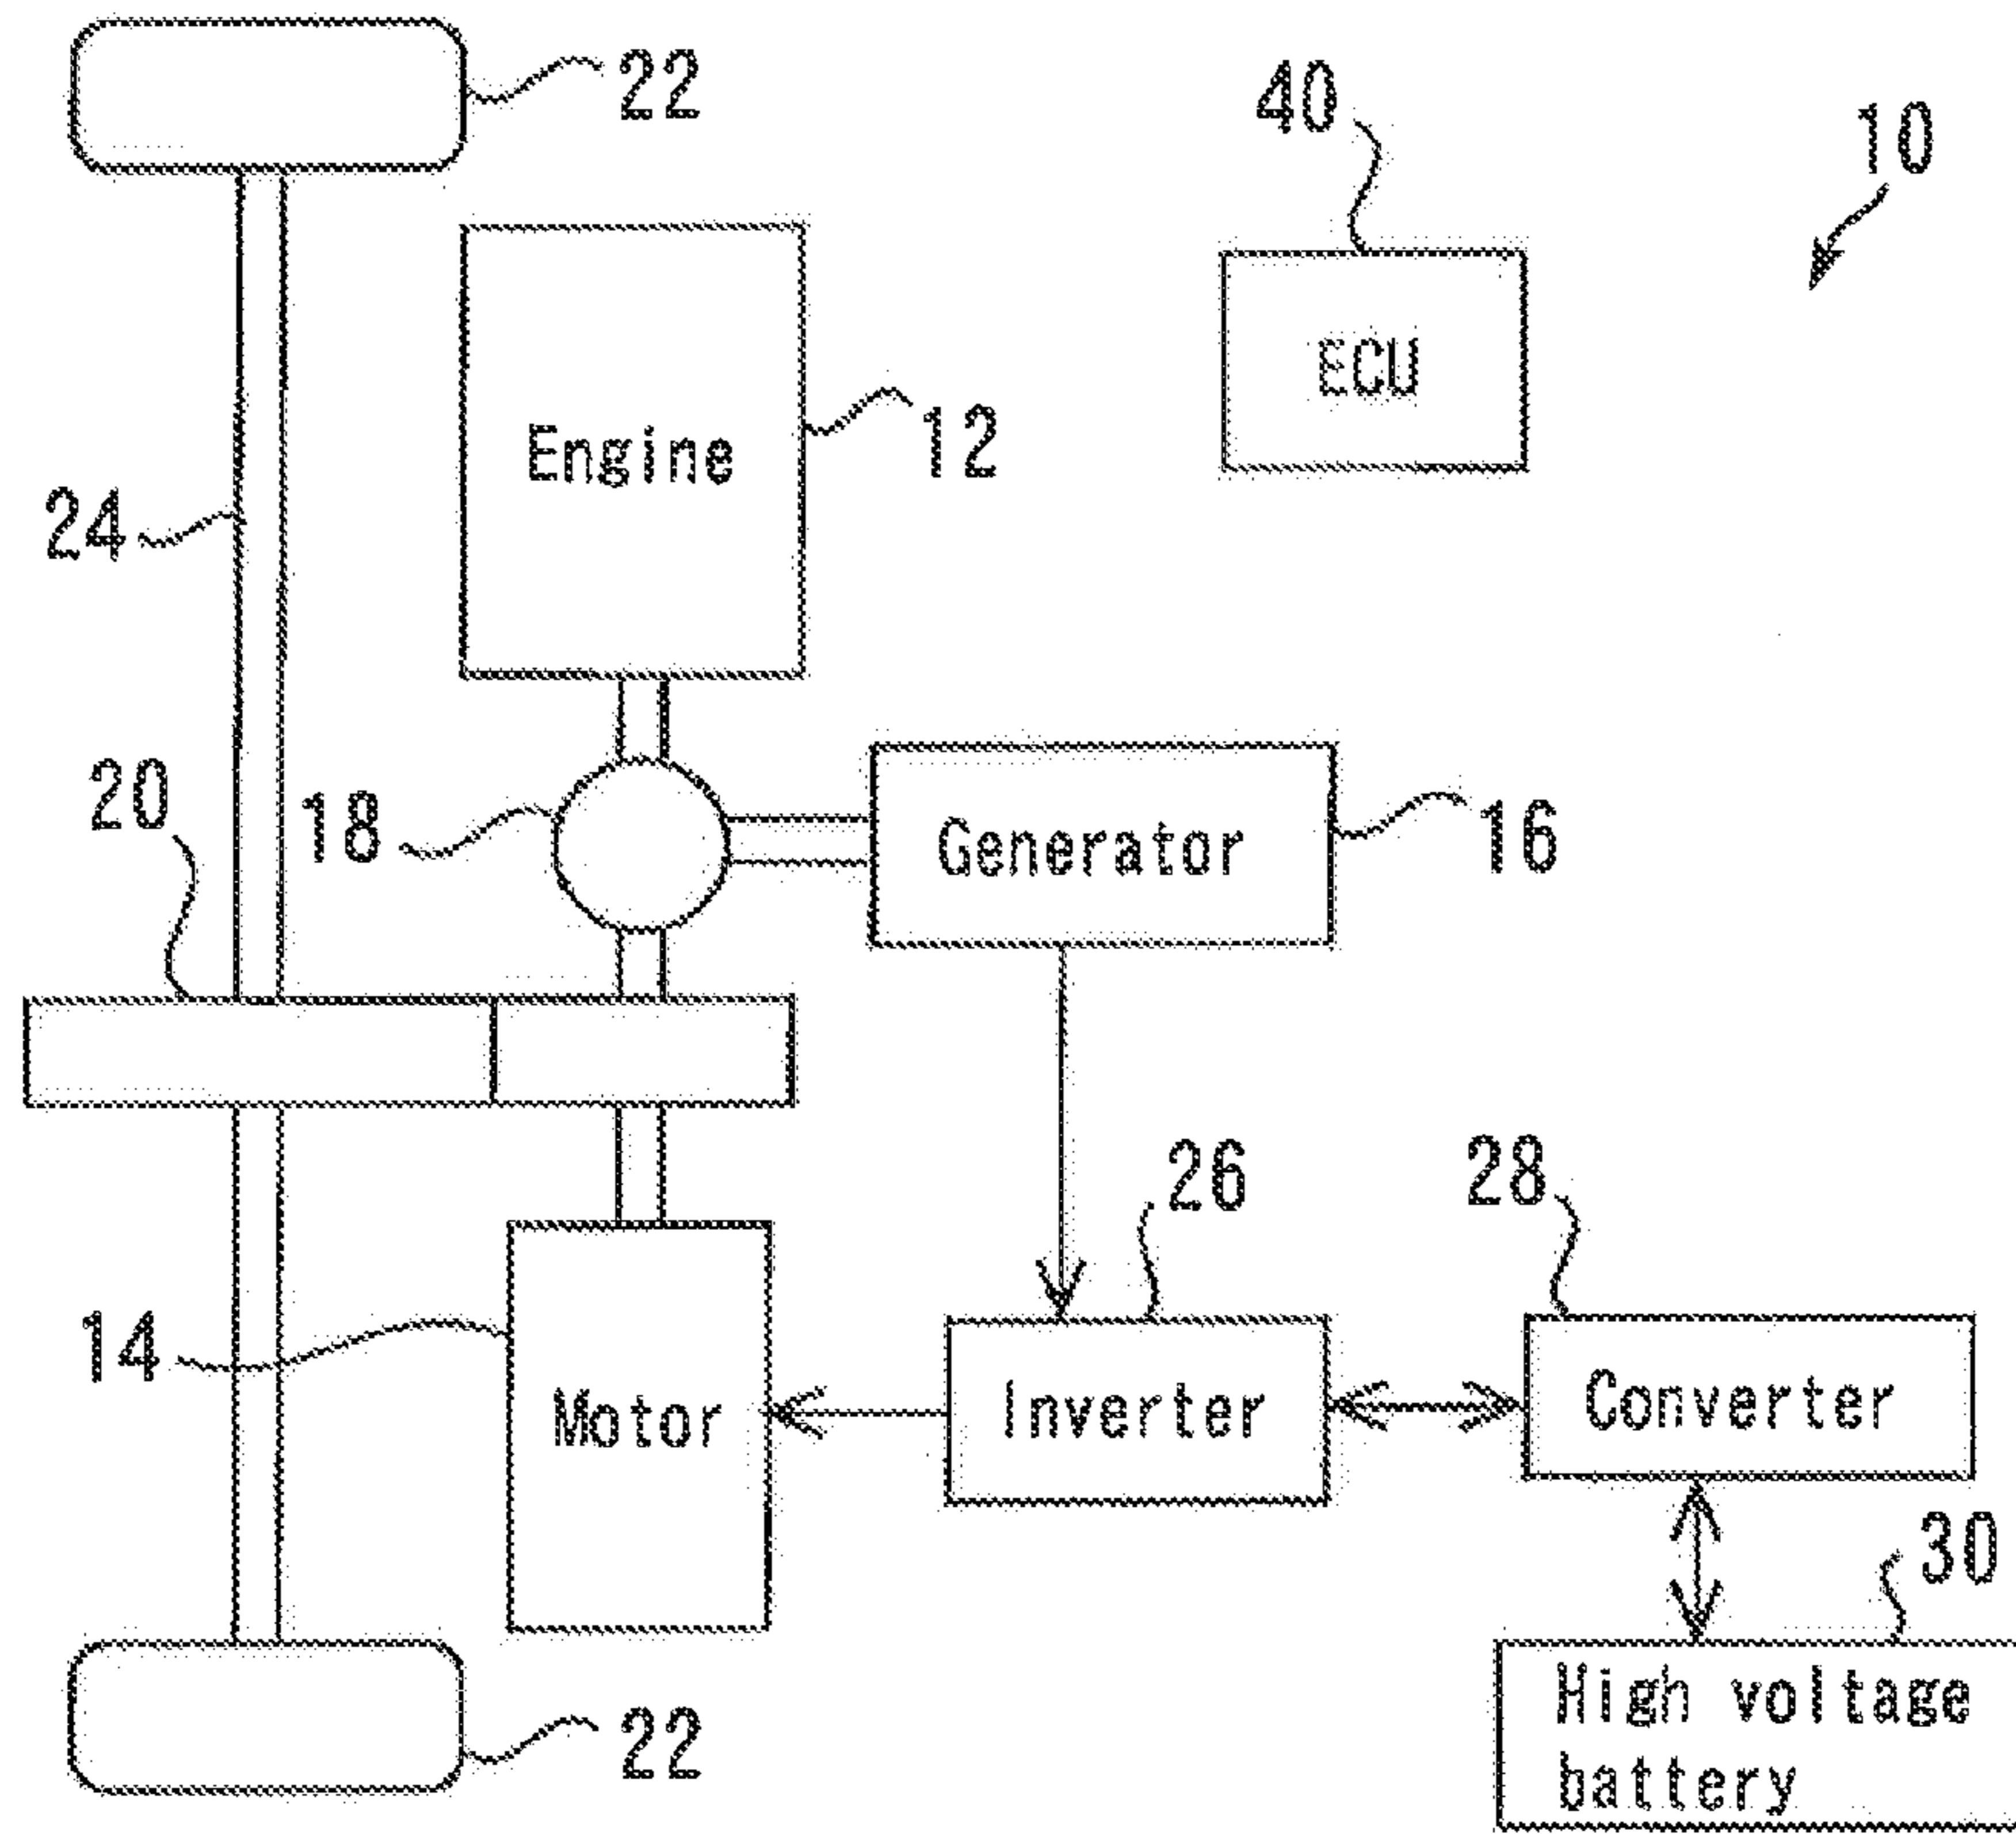 22
40
10
Engine
12
ECU
24
20
18
Generator
16
26
28
14
Motor
Inverter
Converter
30
High voltage
battery
22